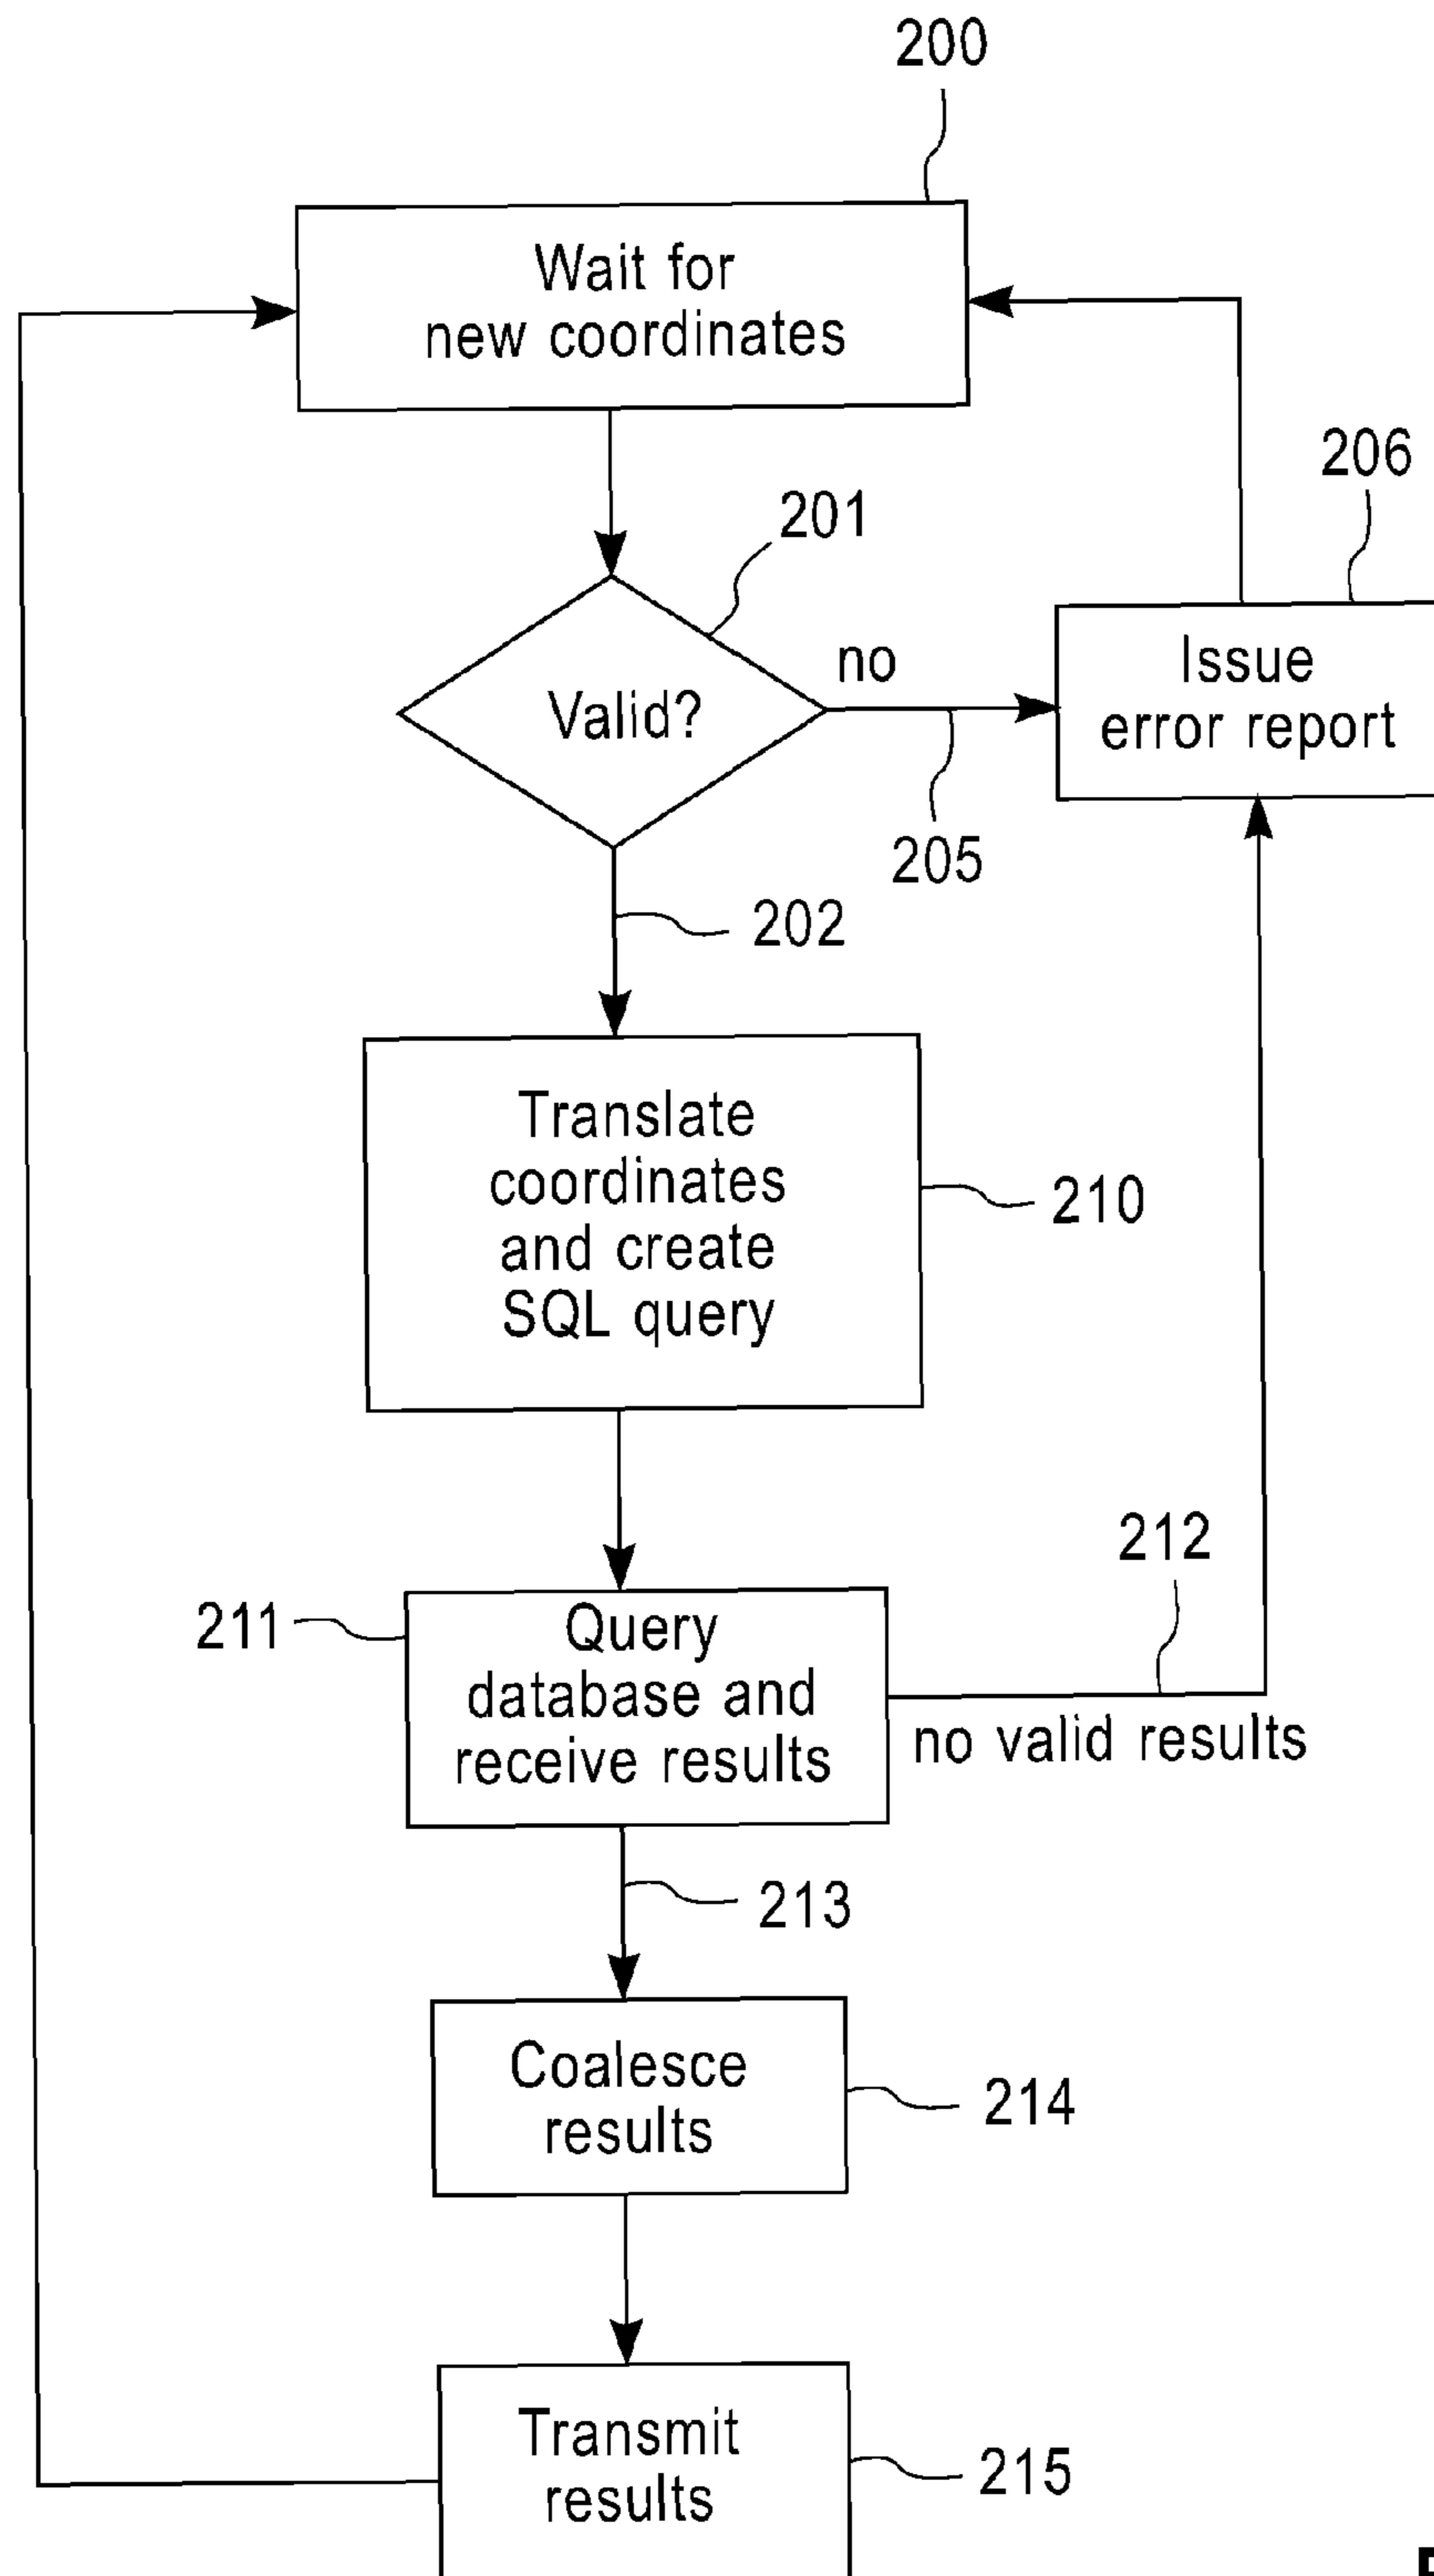 200
Wait for
new coordinates
206
201
no
Valid?
Issue
error report
205
202
Translate
coordinates
and create
SQL query
210
212
211
Query
database and
receive results
no valid results
213
Coalesce
results
214
Transmit
results
215